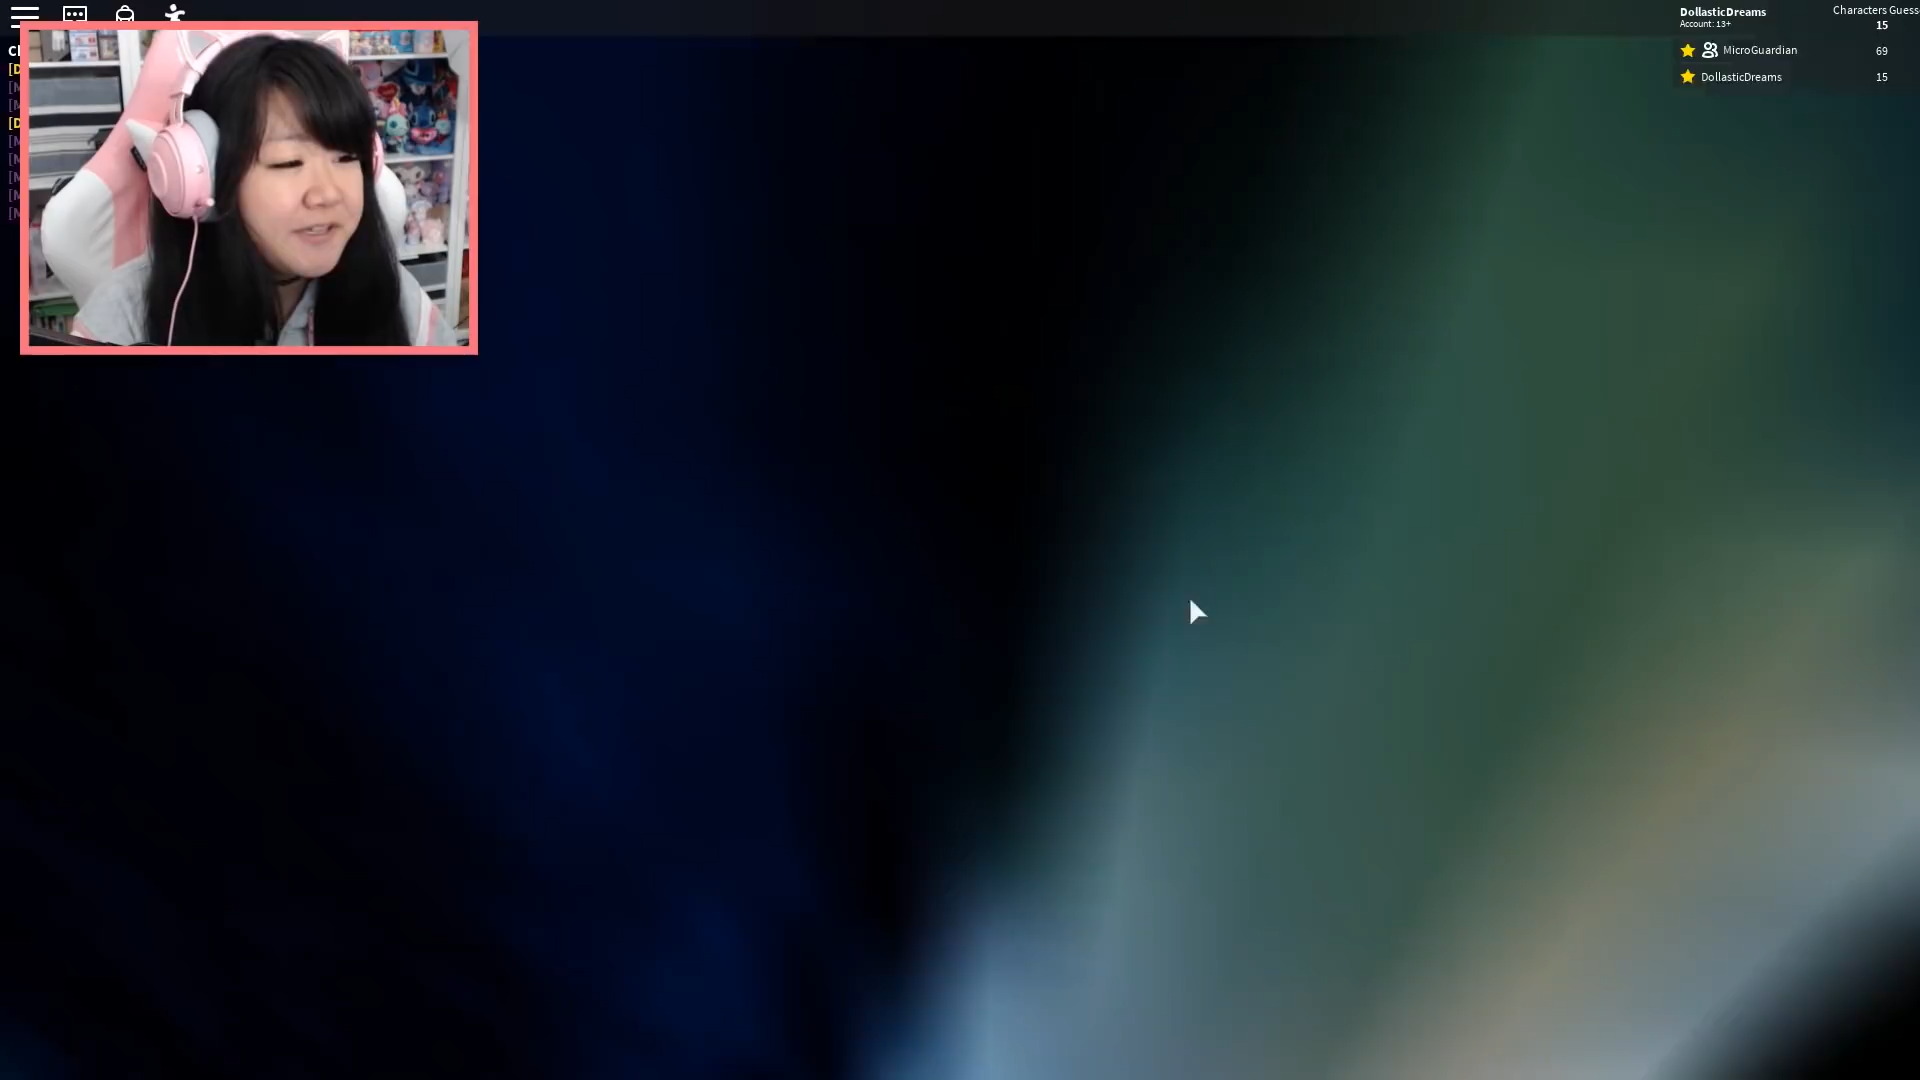 DollasticDreams
Account: 13+
Characters Guess
15
MicroGuardian 69
DollasticDreams 15